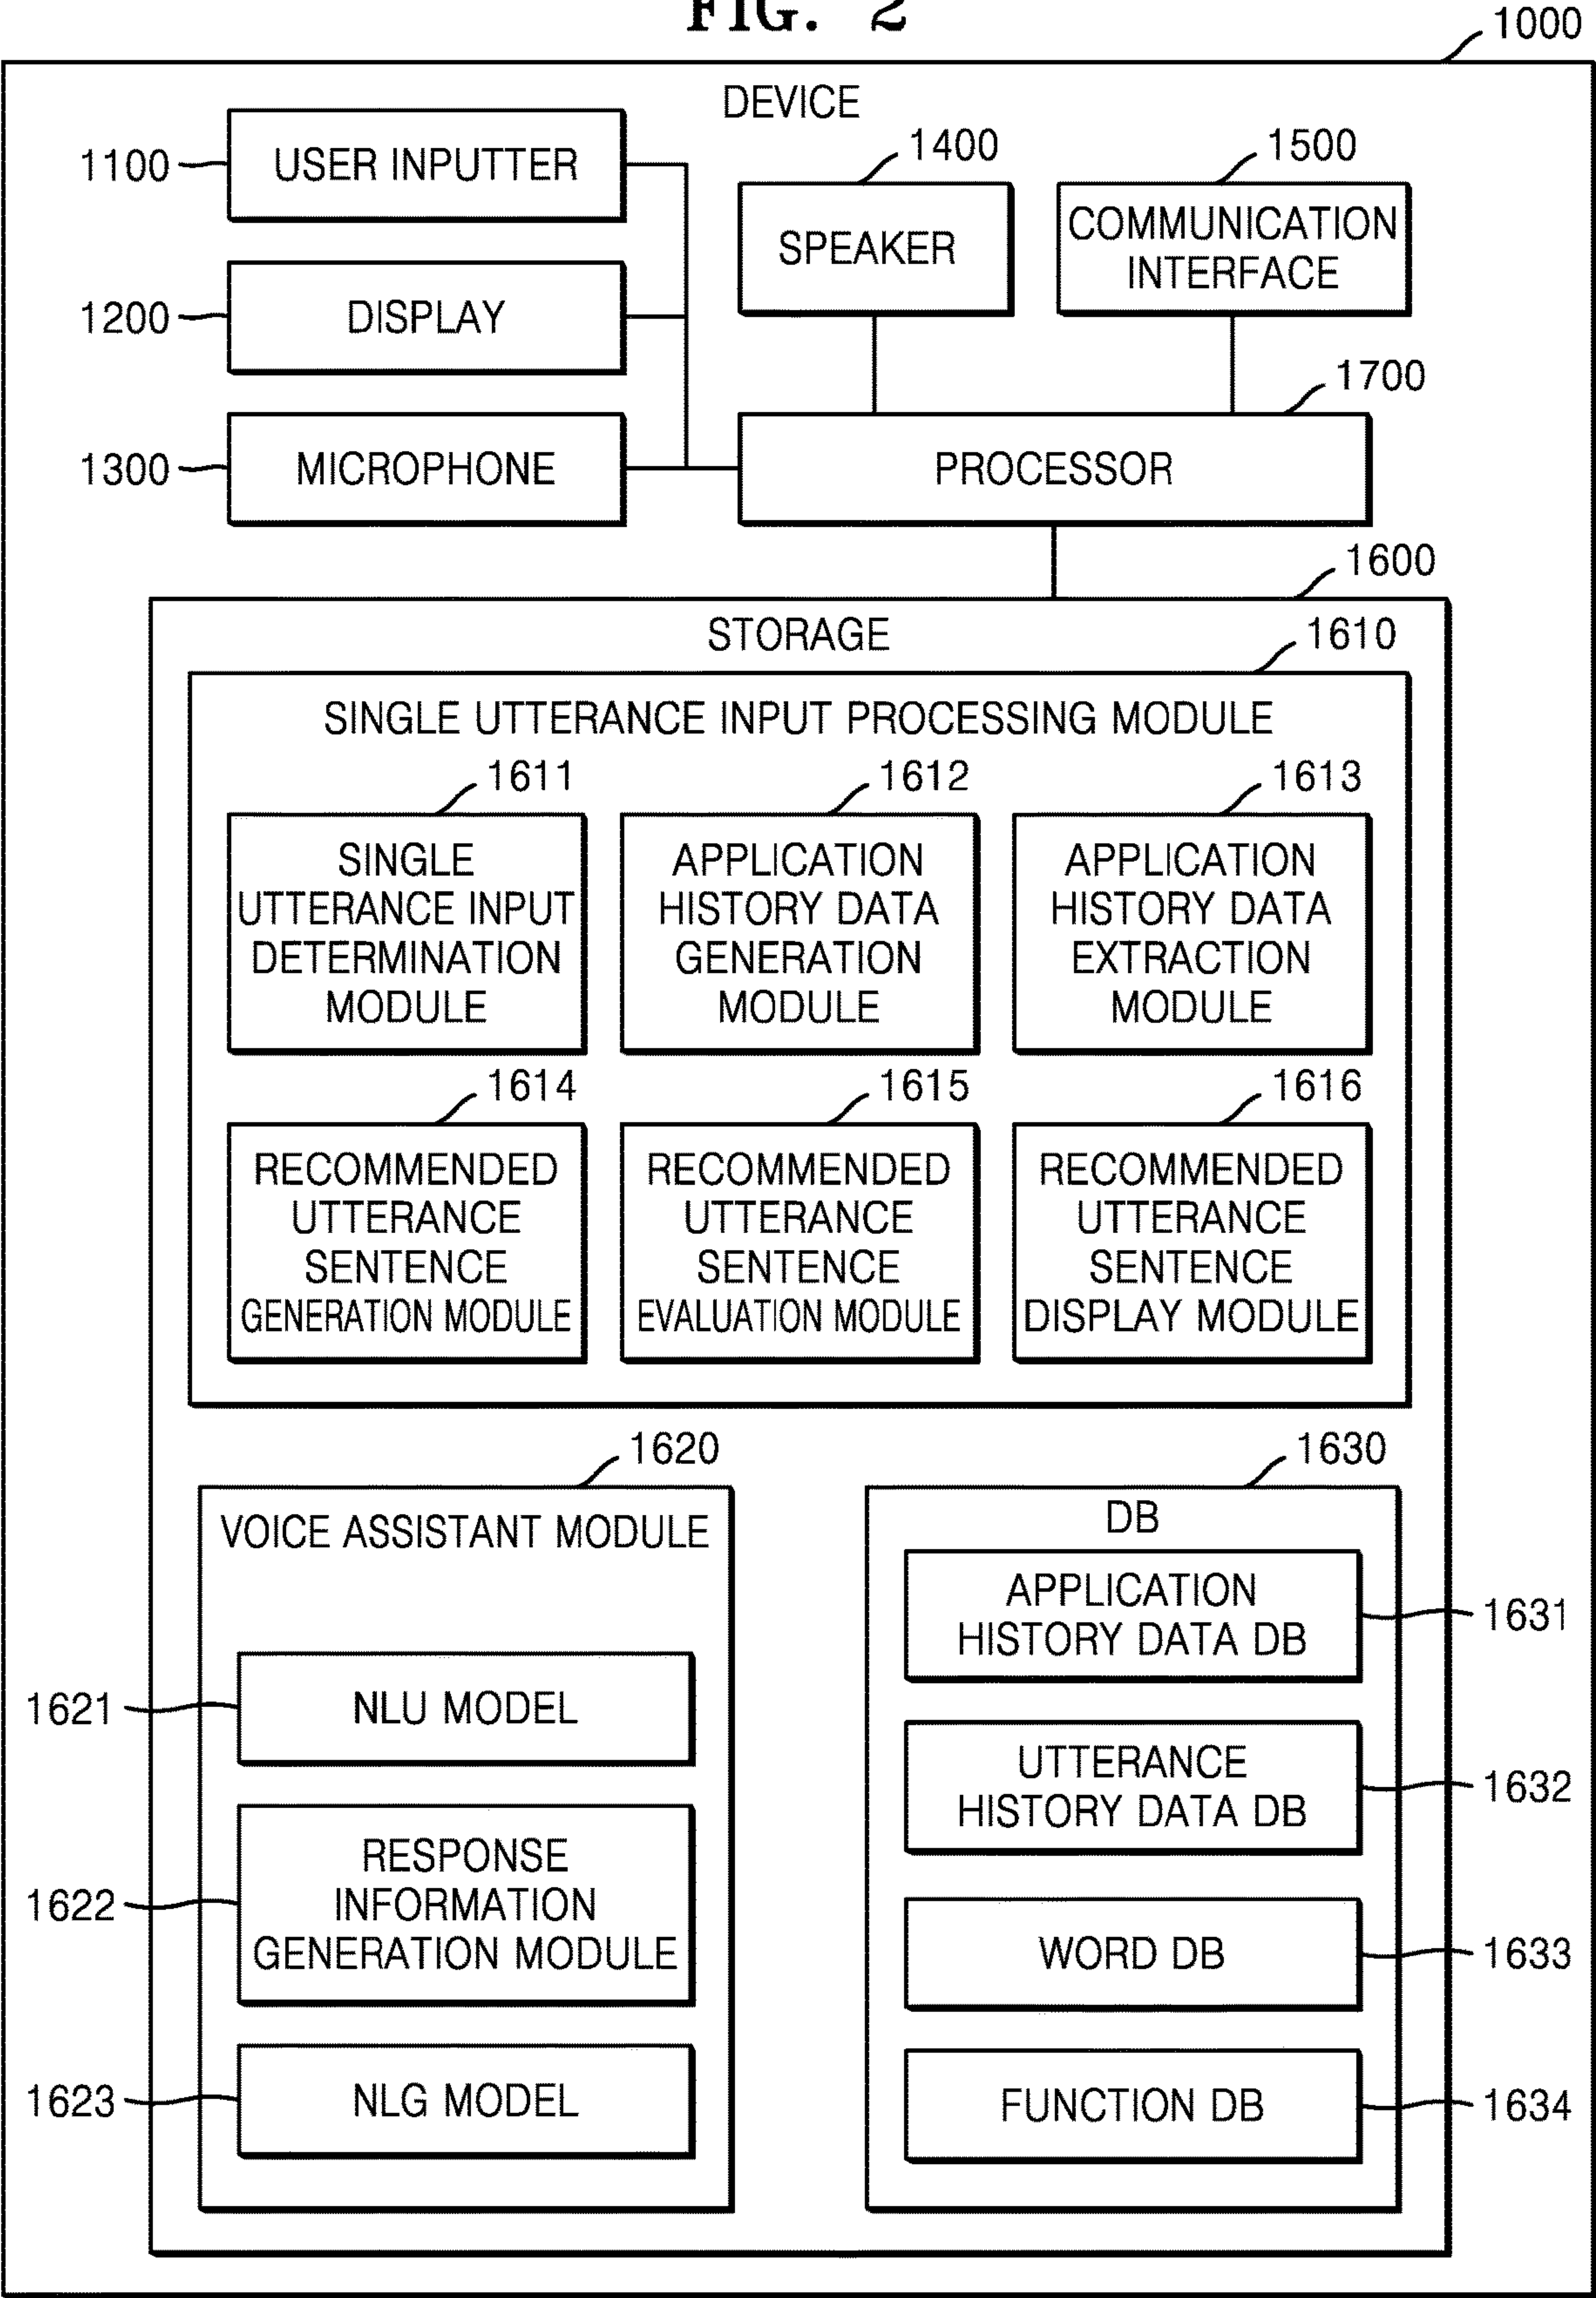 FIG. 2
1000
DEVICE
1100
USER INPUTTER
1400
1500
SPEAKER
COMMUNICATION
INTERFACE
1200
DISPLAY
1700
1300
MICROPHONE
PROCESSOR
1600
STORAGE
1610
SINGLE UTTERANCE INPUT PROCESSING MODULE
1611
SINGLE
UTTERANCE INPUT
DETERMINATION
MODULE
1612
APPLICATION
HISTORY DATA
GENERATION
MODULE
1613
APPLICATION
HISTORY DATA
EXTRACTION
MODULE
1614
RECOMMENDED
UTTERANCE
SENTENCE
GENERATION MODULE
1615
RECOMMENDED
UTTERANCE
SENTENCE
EVALUATION MODULE
1616
RECOMMENDED
UTTERANCE
SENTENCE
DISPLAY MODULE
1620
VOICE ASSISTANT MODULE
1621
NLU MODEL
1622
RESPONSE
INFORMATION
GENERATION MODULE
1623
NLG MODEL
1630
DB
APPLICATION
HISTORY DATA DB
1631
UTTERANCE
HISTORY DATA DB
1632
WORD DB
1633
FUNCTION DB
1634